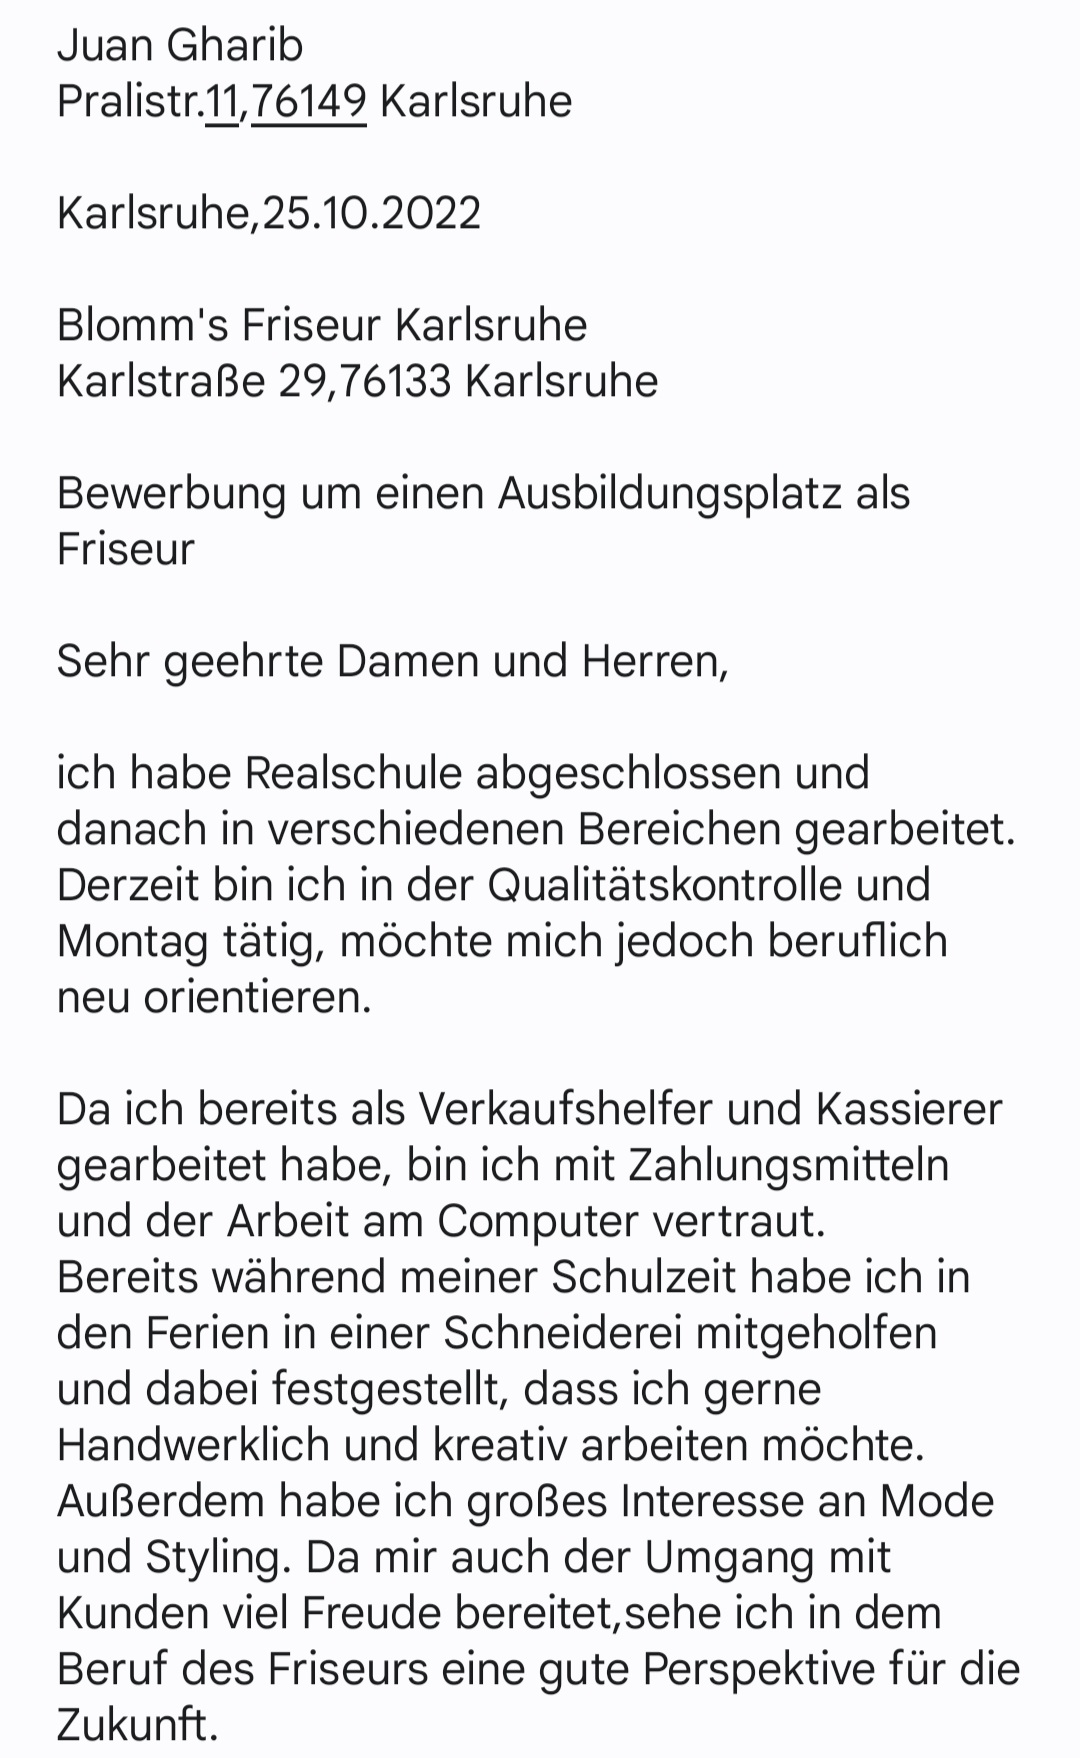 Juan Gharib
Pralistr.11,76149 Karlsruhe
Karlsruhe,25.10.2022
Blomm's Friseur Karlsruhe
Karlstraße 29,76133 Karlsruhe
Bewerbung um einen Ausbildungsplatz als
Friseur
Sehr geehrte Damen und Herren,
ich habe Realschule abgeschlossen und
danach in verschiedenen Bereichen gearbeitet.
Derzeit bin ich in der Qualitätskontrolle und
Montag tätig, möchte mich jedoch beruflich
neu orientieren.
Da ich bereits als Verkaufshelfer und Kassierer
gearbeitet habe, bin ich mit Zahlungsmitteln
und der Arbeit am Computer vertraut.
Bereits während meiner Schulzeit habe ich in
den Ferien in einer Schneiderei mitgeholfen
und dabei festgestellt, dass ich gerne
Handwerklich und kreativ arbeiten möchte.
Außerdem habe ich großes Interesse an Mode
und Styling. Da mir auch der Umgang mit
Kunden viel Freude bereitet,sehe ich in dem
Beruf des Friseurs eine gute Perspektive für die
Zukunft.